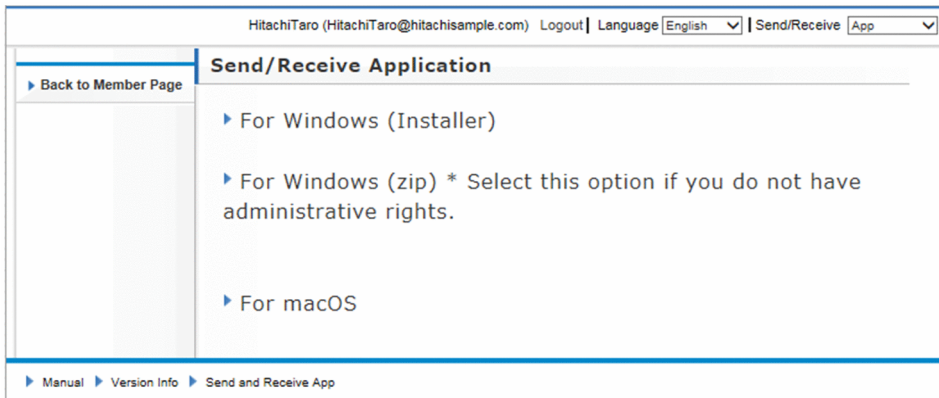 HitachiTaro (HitachiTaro@hitachisample.com) Logout Language English Send/Receive App
Back to Member Page
Send/Receive Application
For Windows (Installer)
For Windows (zip) * Select this option if you do not have
administrative rights.
For macOS
Manual Version Info Send and Receive App